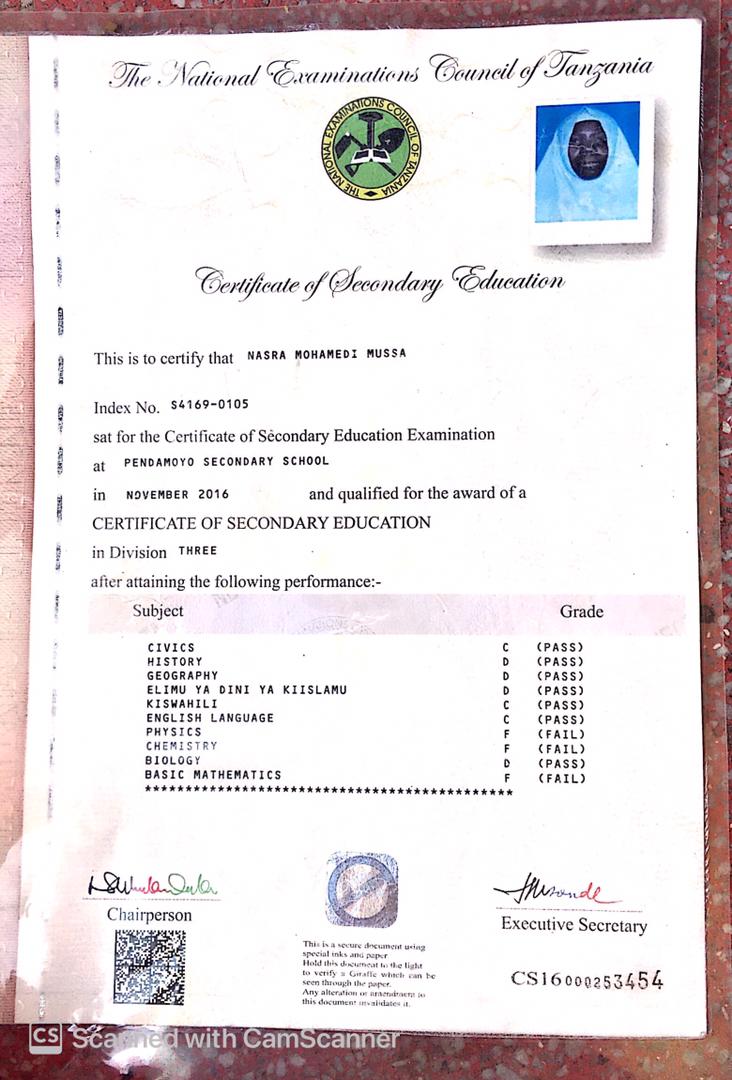 The National Examinations Council of Tanzania
THE NATIONAL EXAMINATIONS COUNCIL OF TANZANIA
Certificate of Secondary Education
This is to certify that NASRA MOHAMEDI MUSSA
Index No. S4169-0105
sat for the Certificate of Secondary Education Examination
at PENDAMOYO SECONDARY SCHOOL
in NOVEMBER 2016 and qualified for the award of a
CERTIFICATE OF SECONDARY EDUCATION
in Division THREE
after attaining the following performance:-
Subject Grade
CIVICS C (PASS)
HISTORY D (PASS)
GEOGRAPHY D (PASS)
ELIMU YA DINI YA KIISLAMU D (PASS)
KISWAHILI C (PASS)
ENGLISH LANGUAGE C (PASS)
PHYSICS F (FAIL)
CHEMISTRY F (FAIL)
BIOLOGY D (PASS)
BASIC MATHEMATICS F (FAIL)
*********************************************
Chairperson
Executive Secretary
This is a secure document using
special inks and paper.
Hold this document to the light
to verify a Giraffe which can be
seen through the paper.
Any alteration or amendment to
this document invalidates it.
CS16000253454
CS Scanned with CamScanner